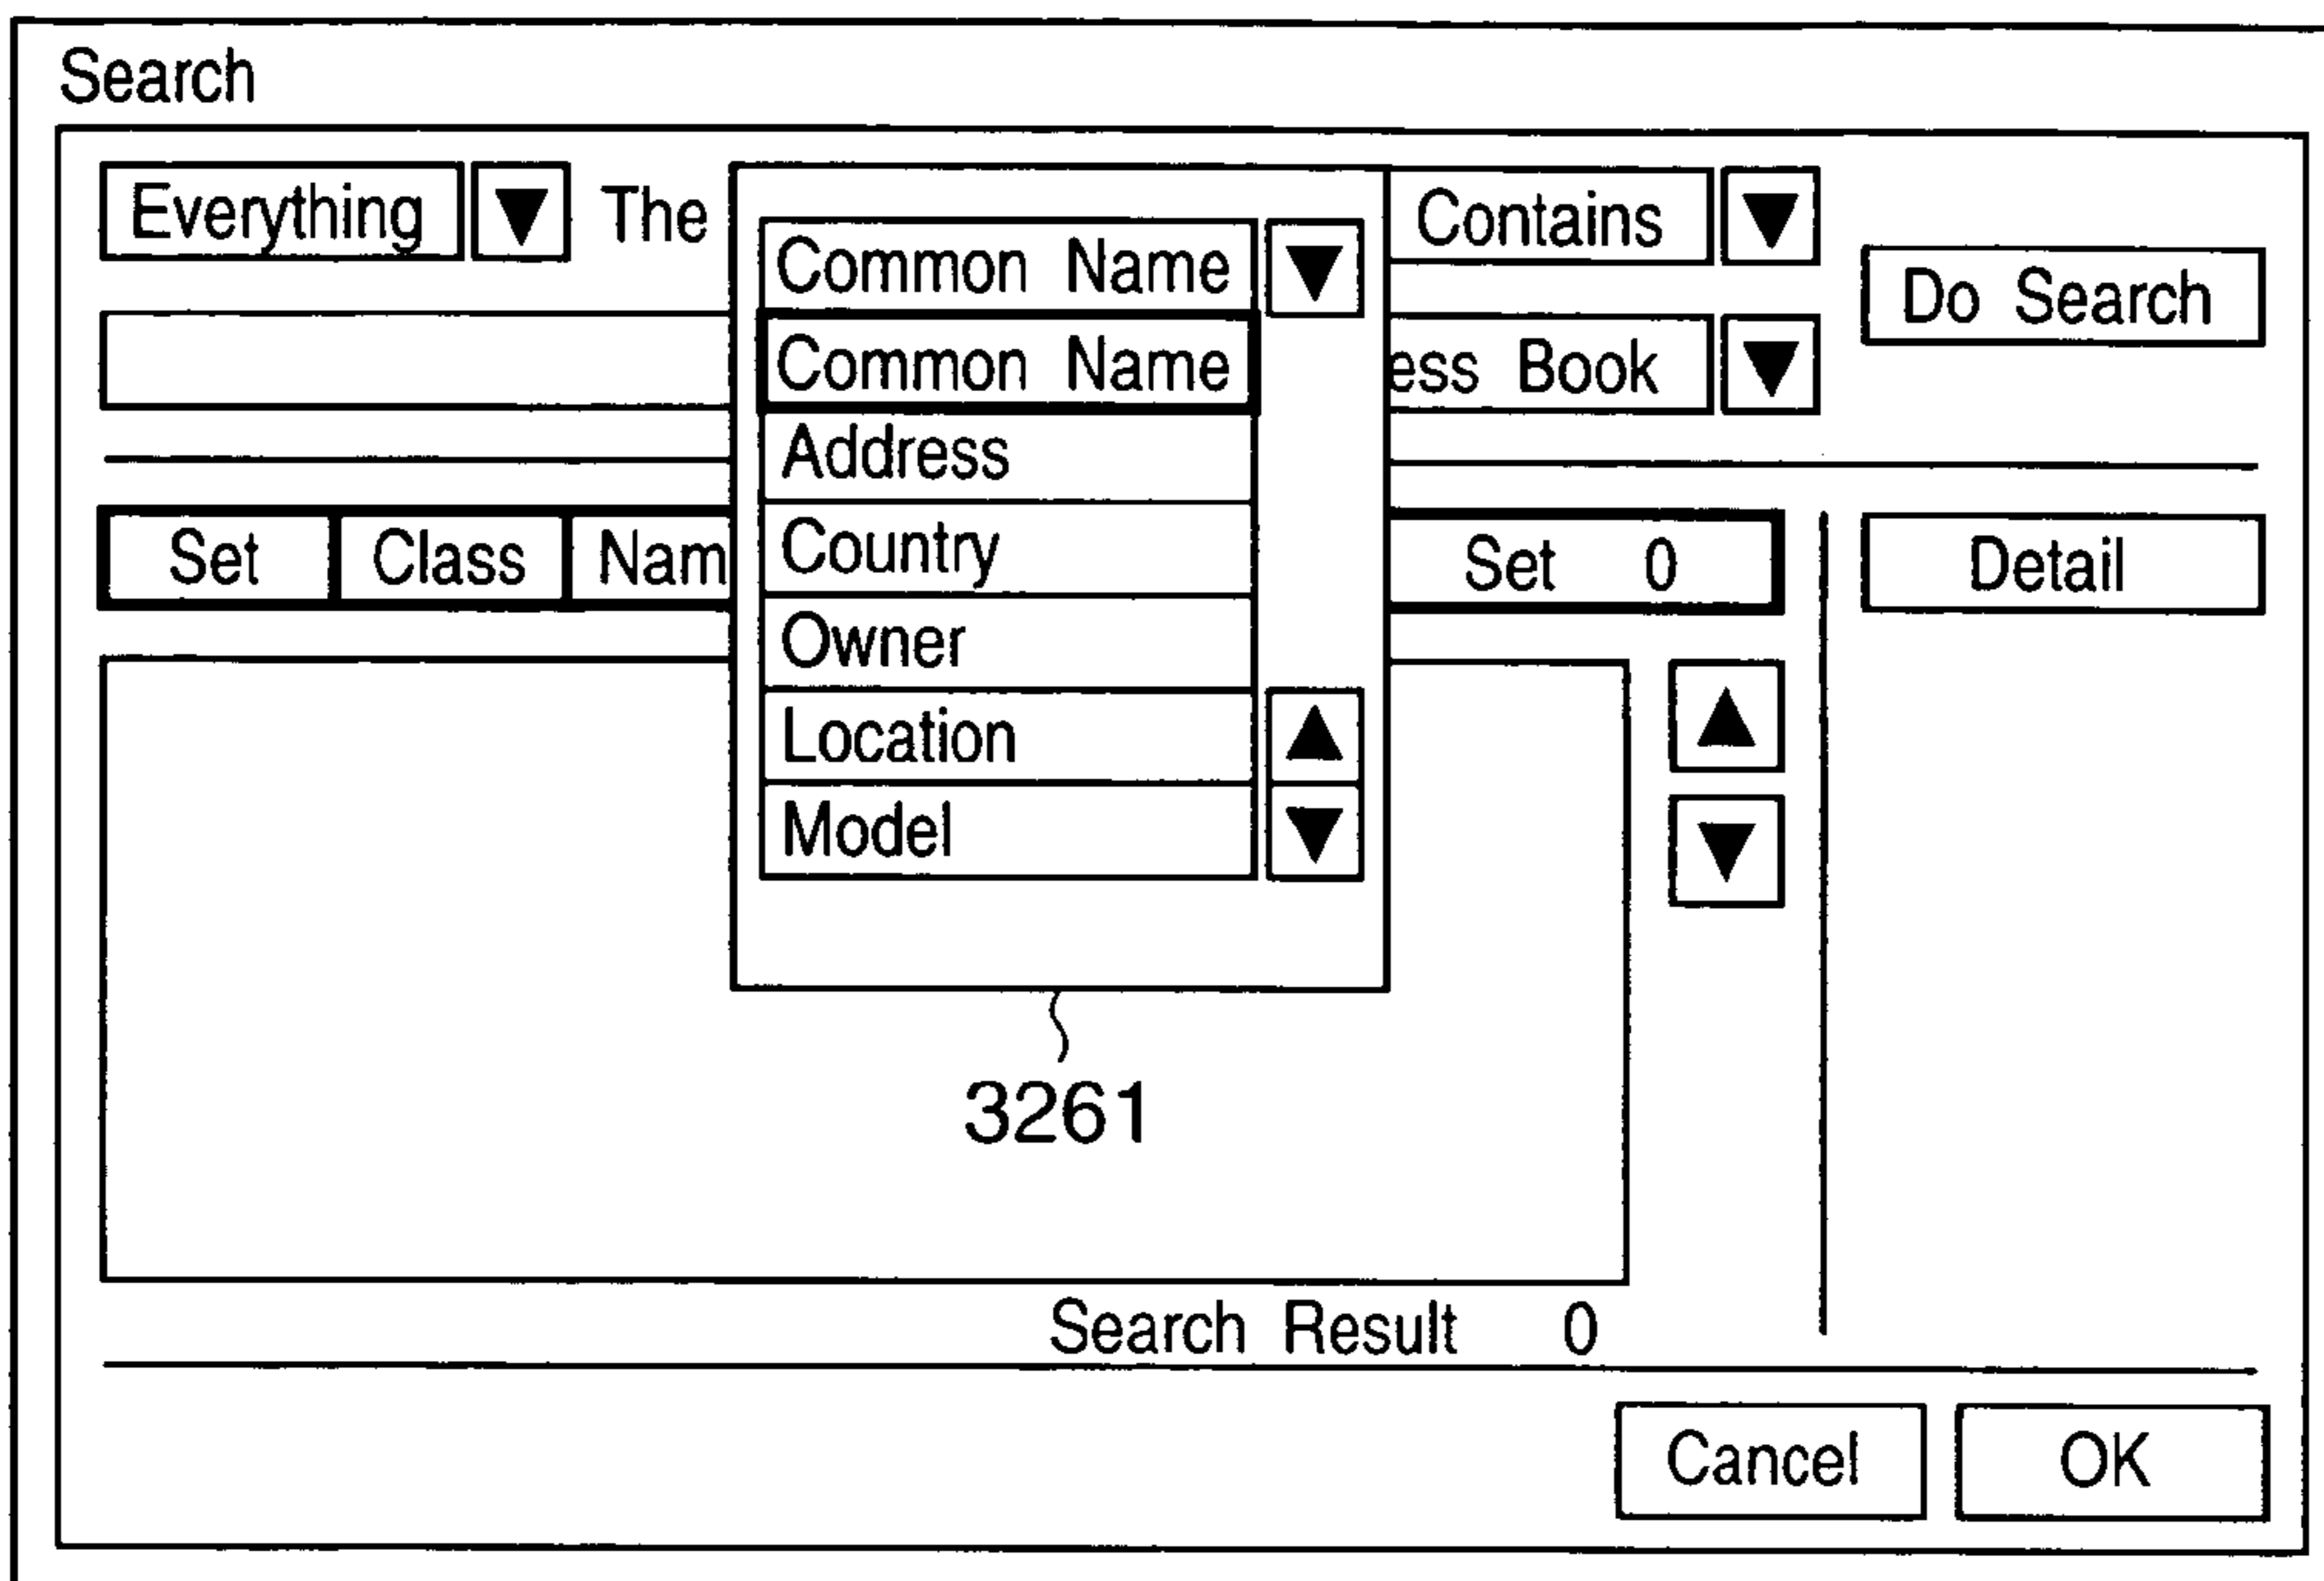 Search
Everything ▼ The Contains ▼
Common Name ▼
Do Search
Common Name
ess Book ▼
Address
Set Class Nam Country Set 0 Detail
Owner
Location ▲ ▲
Model ▼ ▼
3261
Search Result 0
Cancel OK